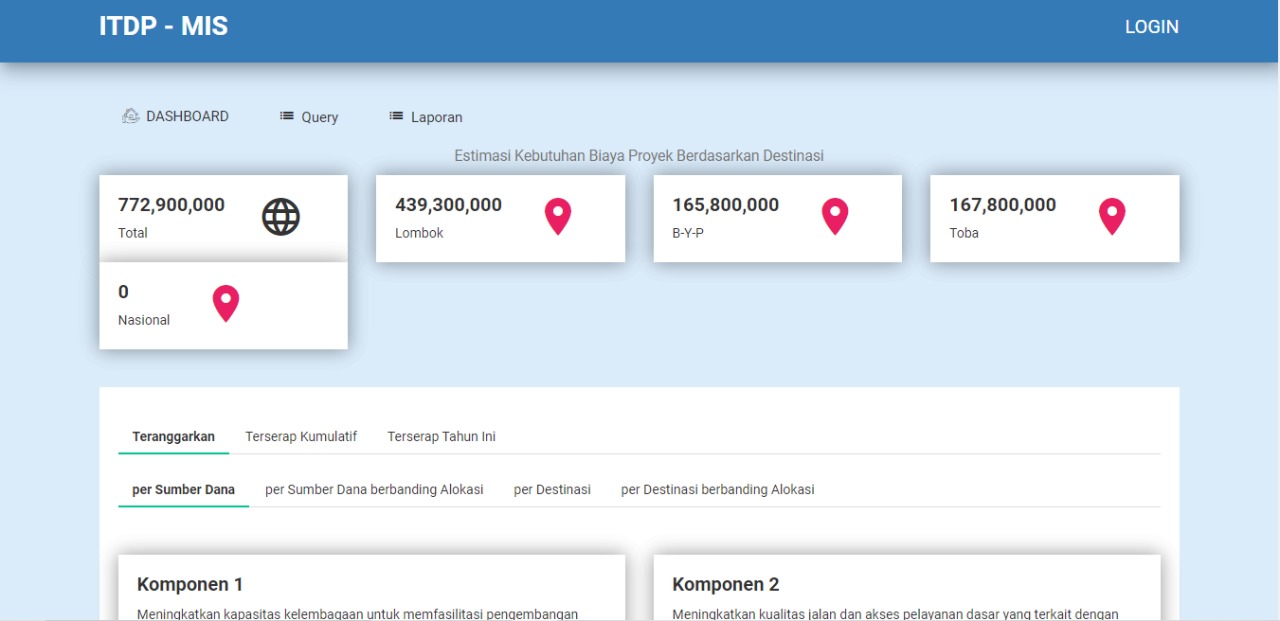 ITDP - MIS
LOGIN
DASHBOARD
Query
Laporan
Estimasi Kebutuhan Biaya Proyek Berdasarkan Destinasi
772,900,000
Total
439,300,000
Lombok
165,800,000
B-Y-P
167,800,000
Toba
0
Nasional
Teranggarkan
Terserap Kumulatif
Terserap Tahun Ini
per Sumber Dana
per Sumber Dana berbanding Alokasi
per Destinasi
per Destinasi berbanding Alokasi
Komponen 1
Meningkatkan kapasitas kelembagaan untuk memfasilitasi pengembangan
Komponen 2
Meningkatkan kualitas jalan dan akses pelayanan dasar yang terkait dengan